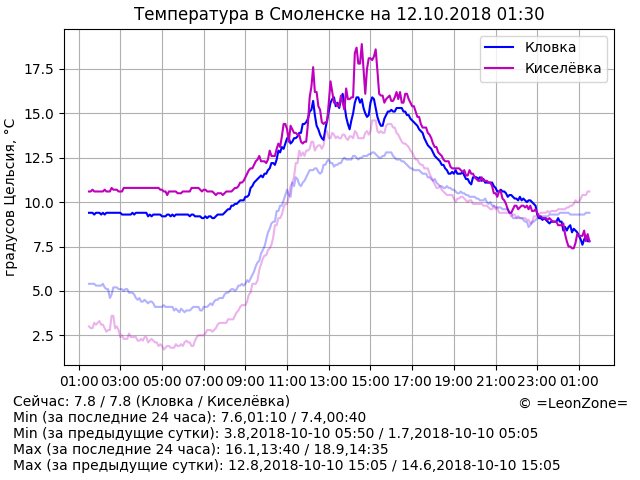 Температура в Смоленске на 12.10.2018 01:30
Кловка
Киселёвка
градусов Цельсия, °C
17.5
15.0
12.5
10.0
7.5
5.0
2.5
01:00 03:00 05:00 07:00 09:00 11:00 13:00 15:00 17:00 19:00 21:00 23:00 01:00
Сейчас: 7.8 / 7.8 (Кловка / Киселёвка)
© =LeonZone=
Min (за последние 24 часа): 7.6,01:10 / 7.4,00:40
Min (за предыдущие сутки): 3.8,2018-10-10 05:50 / 1.7,2018-10-10 05:05
Max (за последние 24 часа): 16.1,13:40 / 18.9,14:35
Max (за предыдущие сутки): 12.8,2018-10-10 15:05 / 14.6,2018-10-10 15:05